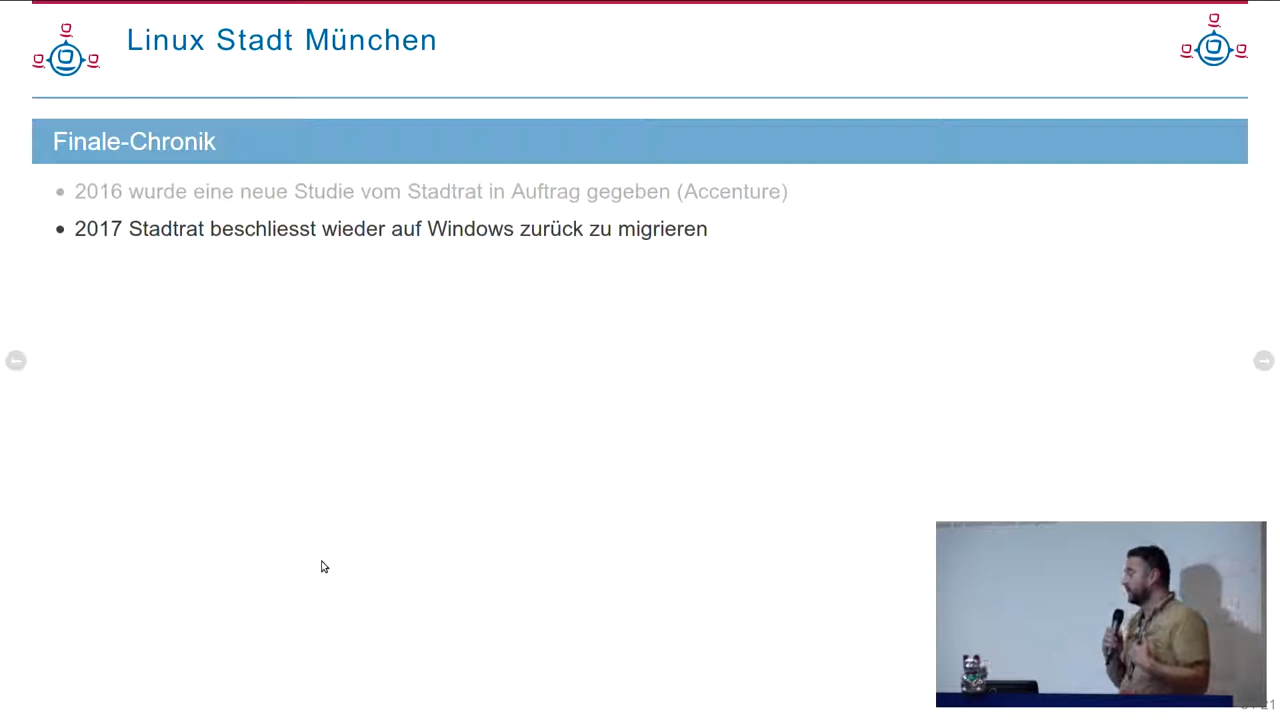 Linux Stadt München
Finale-Chronik
2016 wurde eine neue Studie vom Stadtrat in Auftrag gegeben (Accenture)
2017 Stadtrat beschliesst wieder auf Windows zurück zu migrieren